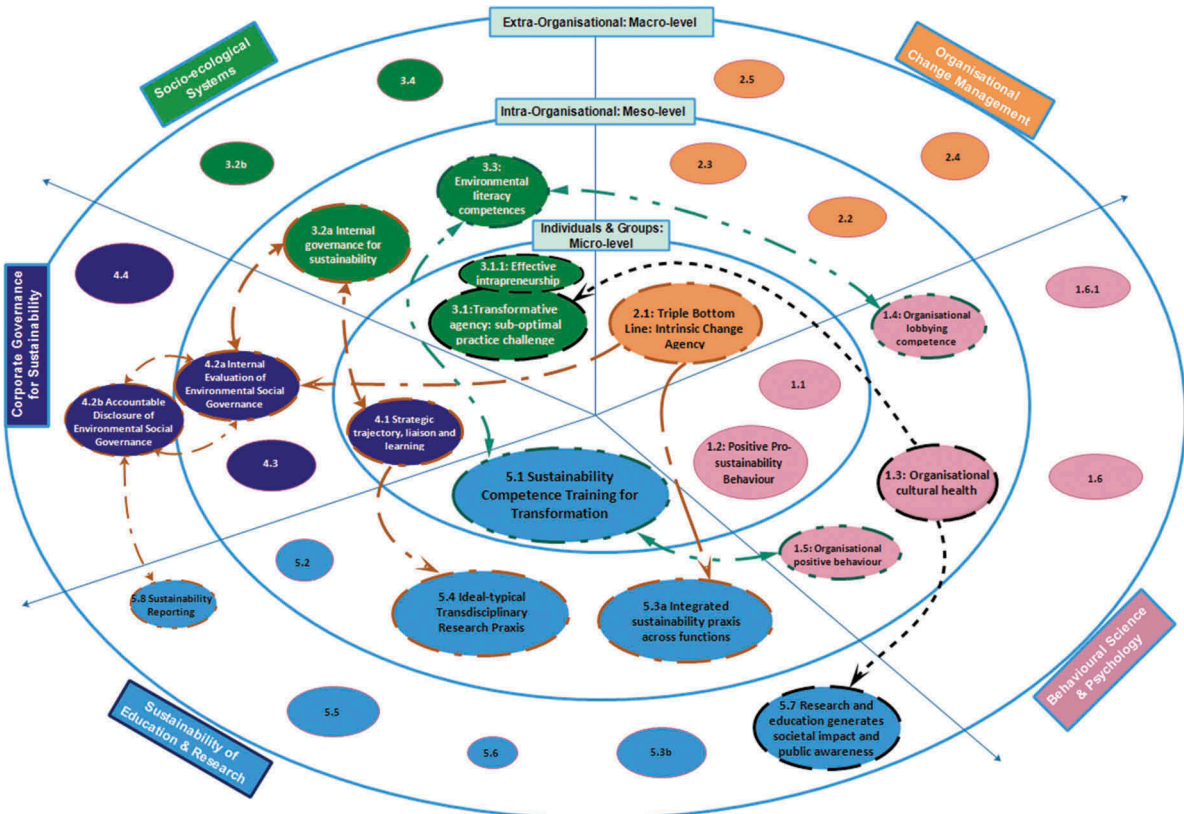 Extra-Organisational: Macro-level
Socio-ecological
Systems
Organisational
Change Management
3.4
2.5
Intra-Organisational: Meso-level
3.2b
3.3:
Environmental
literacy
competences
2.3
2.4
2.2
3.2a Internal
governance for
sustainability
Individuals & Groups:
Micro-level
4.4
3.1.1: Effective
intrapreneurship
3.1:Transformative
agency: sub-optimal
practice challenge
2.1: Triple Bottom
Line: Intrinsic Change
Agency
1.6.1
1.4: Organisational
lobbying
competence
Corporate Governance
for Sustainability
4.2a Internal
Evaluation of
Environmental Social
Governance
4.2b Accountable
Disclosure of
Environmental Social
Governance
4.1 Strategic
trajectory, liaison and
learning
1.1
1.2: Positive Pro-
sustainability
Behaviour
4.3
1.3: Organisational
cultural health
1.6
5.1 Sustainability
Competence Training for
Transformation
5.2
1.5: Organisational
positive behaviour
5.8 Sustainability
Reporting
5.4 Ideal-typical
Transdisciplinary
Research Praxis
5.3a Integrated
sustainability praxis
across functions
Behavioural Science
& Psychology
Sustainability of
Education & Research
5.5
5.6
5.3b
5.7 Research and
education generates
societal impact and
public awareness